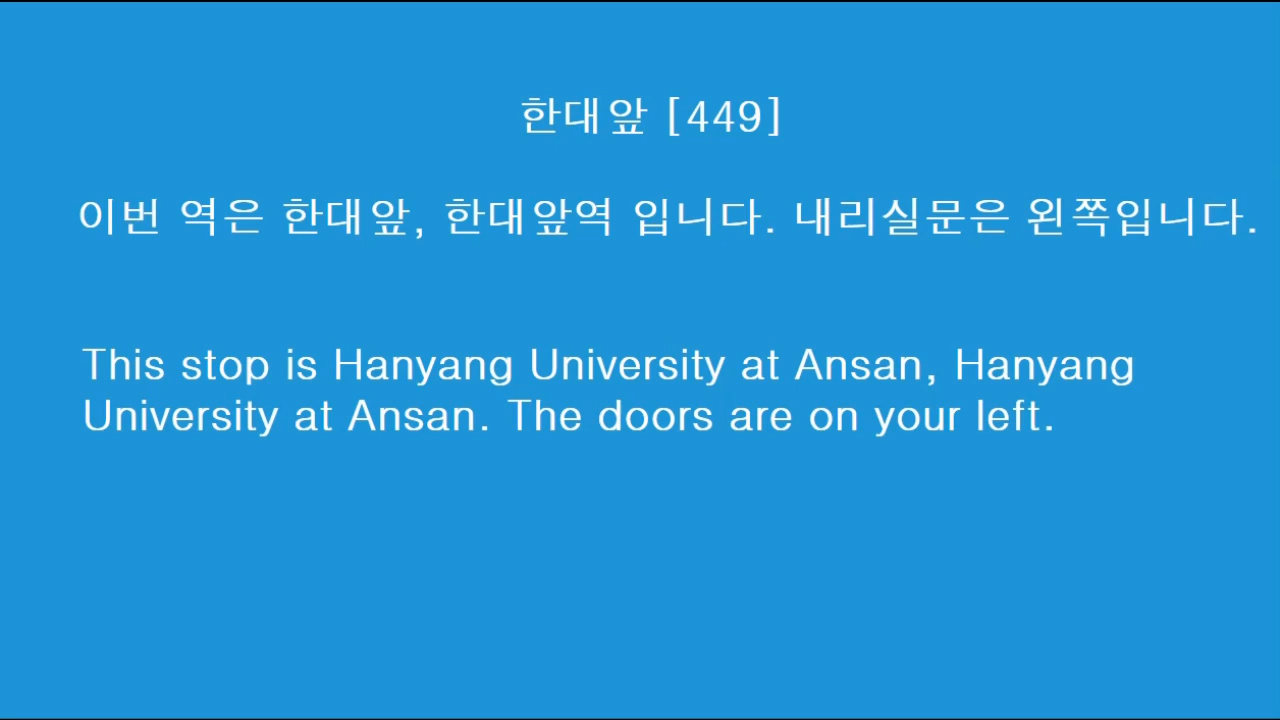 한대앞 [449]
이번 역은 한대앞, 한대앞역 입니다. 내리실문은 왼쪽입니다.
This stop is Hanyang University at Ansan, Hanyang
University at Ansan. The doors are on your left.